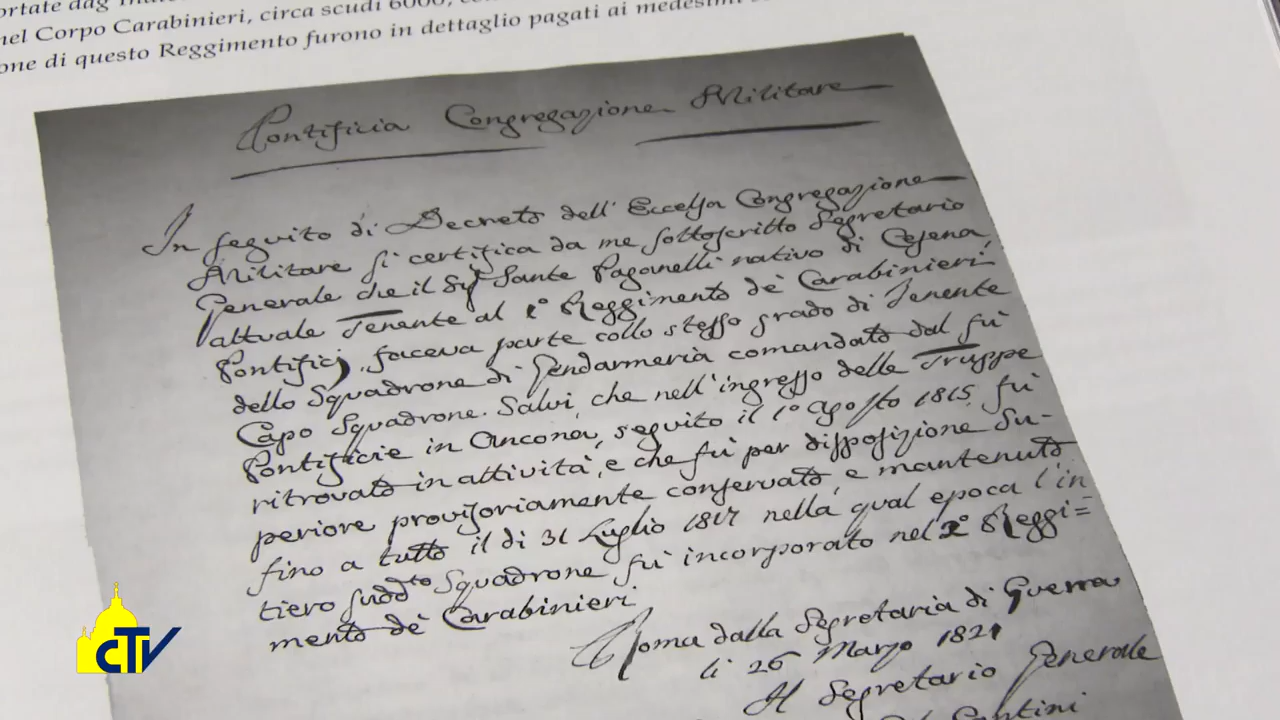 nel Corpo Carabinieri, circa scudi 6000,
one di questo Reggimento furono in dettaglio pagati ai medesimi
Pontificia Congregazione Militare
In seguito di Decreto dell' Eccelsa Congregazione
Militare si certifica da me sottoscritto Segretario
Generale che il Sig.r Sante Paganelli nativo di Cesena
attuale Tenente al 1° Reggimento de' Carabinieri
Pontificj faceva parte collo stesso grado di Tenente
dello Squadrone di Gendarmeria comandato dal fù
Capo Squadrone Salvi, che nell'ingresso delle Truppe
Pontificie in Ancona, seguito il 1° Agosto 1815 fù
ritrovato in attività, e che fù per disposizione Su-
periore provisoriamente conservato, e mantenuto
fino a tutto il dì 31 Luglio 1817 nella qual epoca l'in
tiero sudd.to Squadrone fù incorporato nel 2° Reggi=
mento de' Carabinieri
Roma dalla Segretaria di Guerra
li 26 Marzo 1821
Il Segretario Generale
CTV